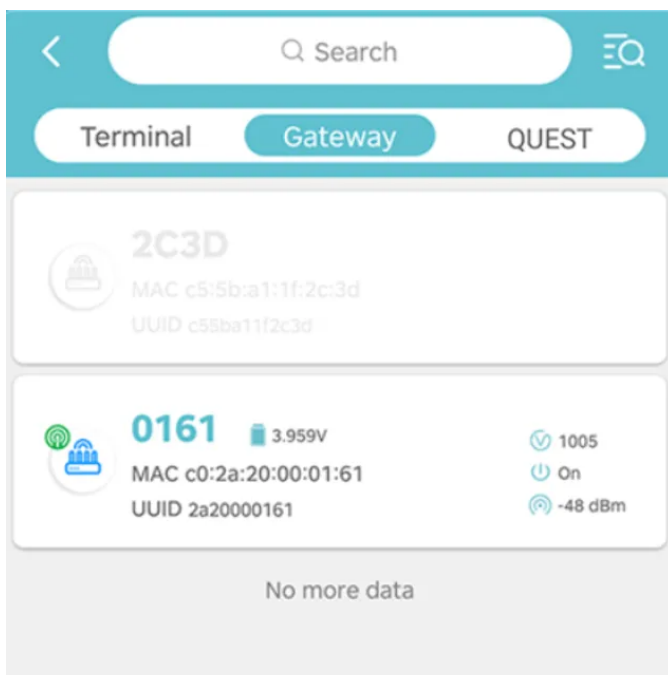 Search
Terminal Gateway QUEST
2C3D
MAC c5:5b:a1:1f:2c:3d
UUID c55ba11f2c3d
0161 3.959V
1005
MAC c0:2a:20:00:01:61
On
UUID 2a20000161
-48 dBm
No more data